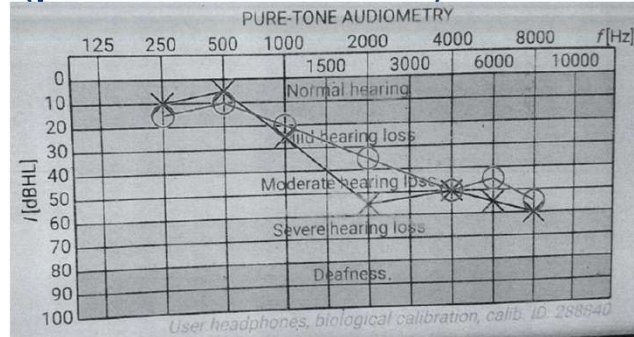 PURE-TONE AUDIOMETRY
f [Hz]
125 250 500 1000 2000 4000 8000
1500 3000 6000 10000
I [dBHL]
0
10
20
30
40
50
60
70
80
90
100
Normal hearing
Mild hearing loss
Moderate hearing loss
Severe hearing loss
Deafness.
User headphones, biological calibration, calib. ID: 288840